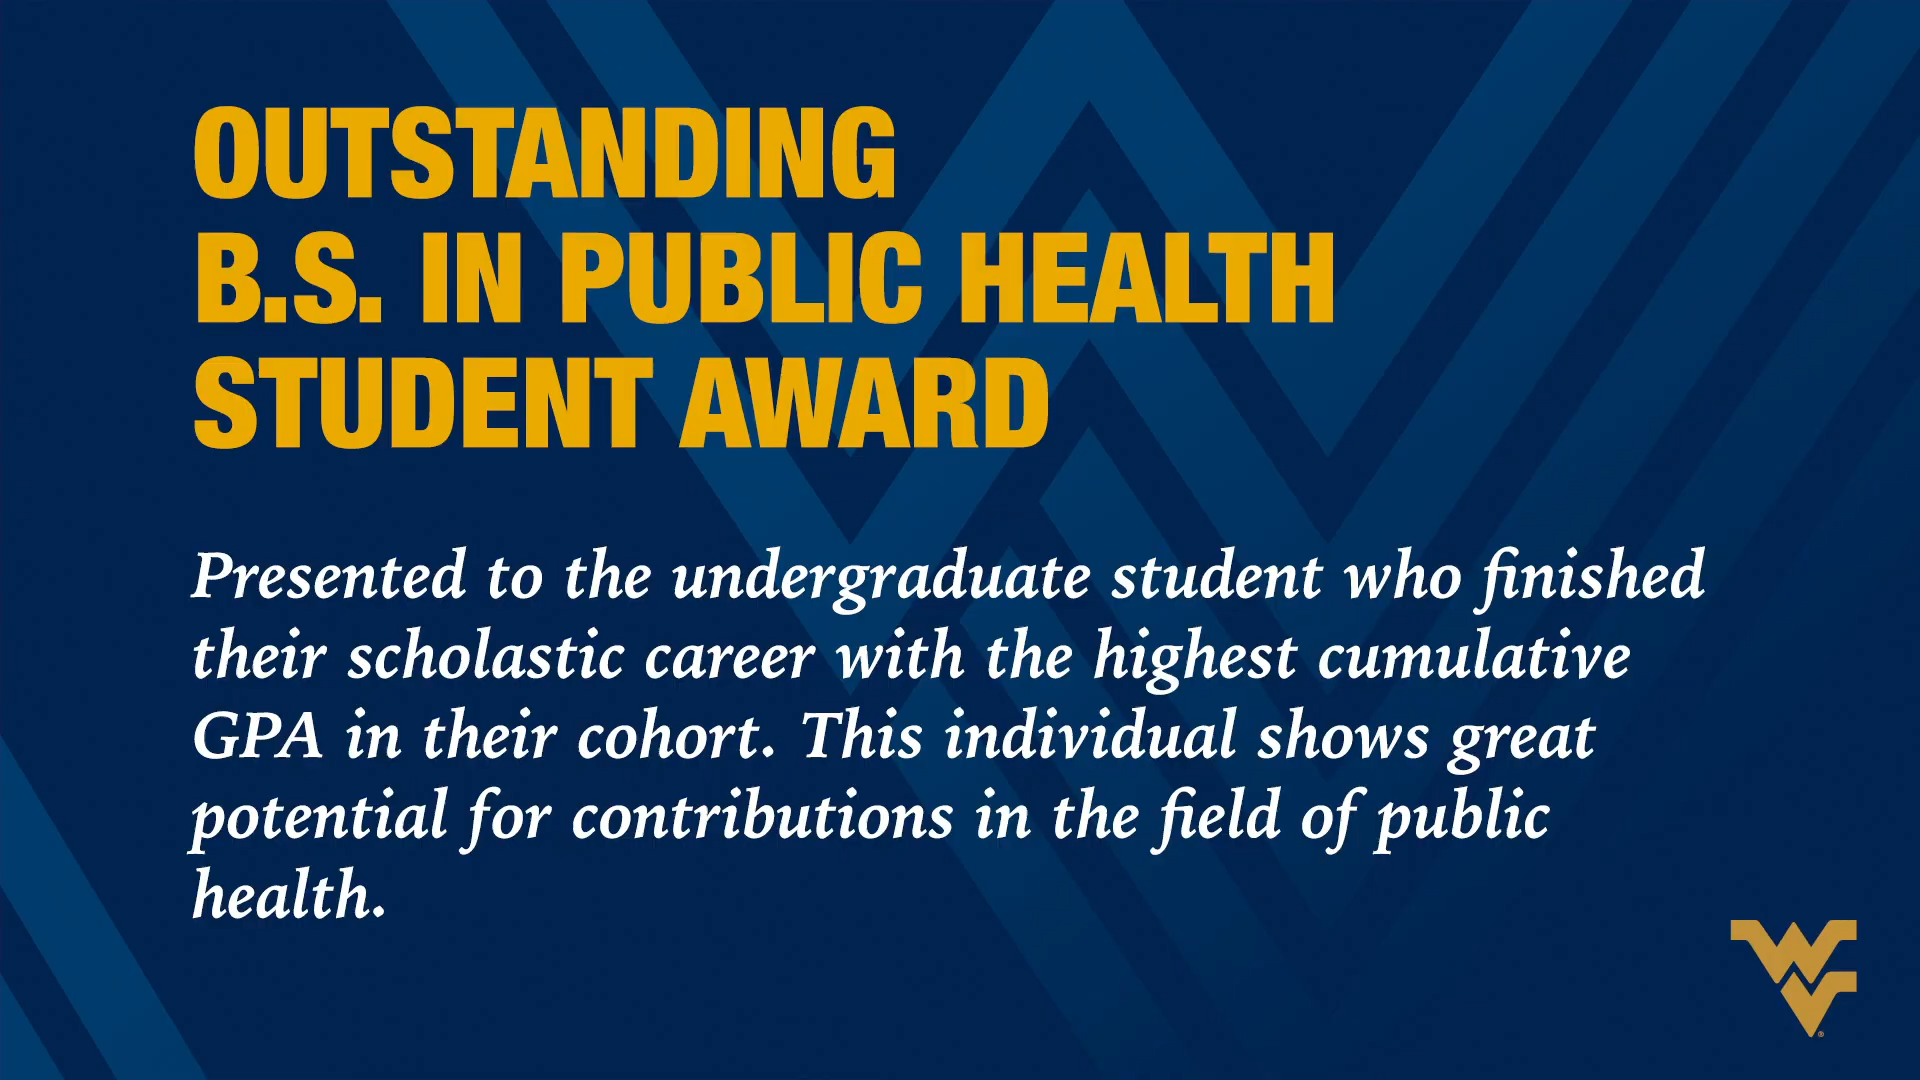 OUTSTANDING
B.S. IN PUBLIC HEALTH
STUDENT AWARD
Presented to the undergraduate student who finished
their scholastic career with the highest cumulative
GPA in their cohort. This individual shows great
potential for contributions in the field of public
health.
WV
®